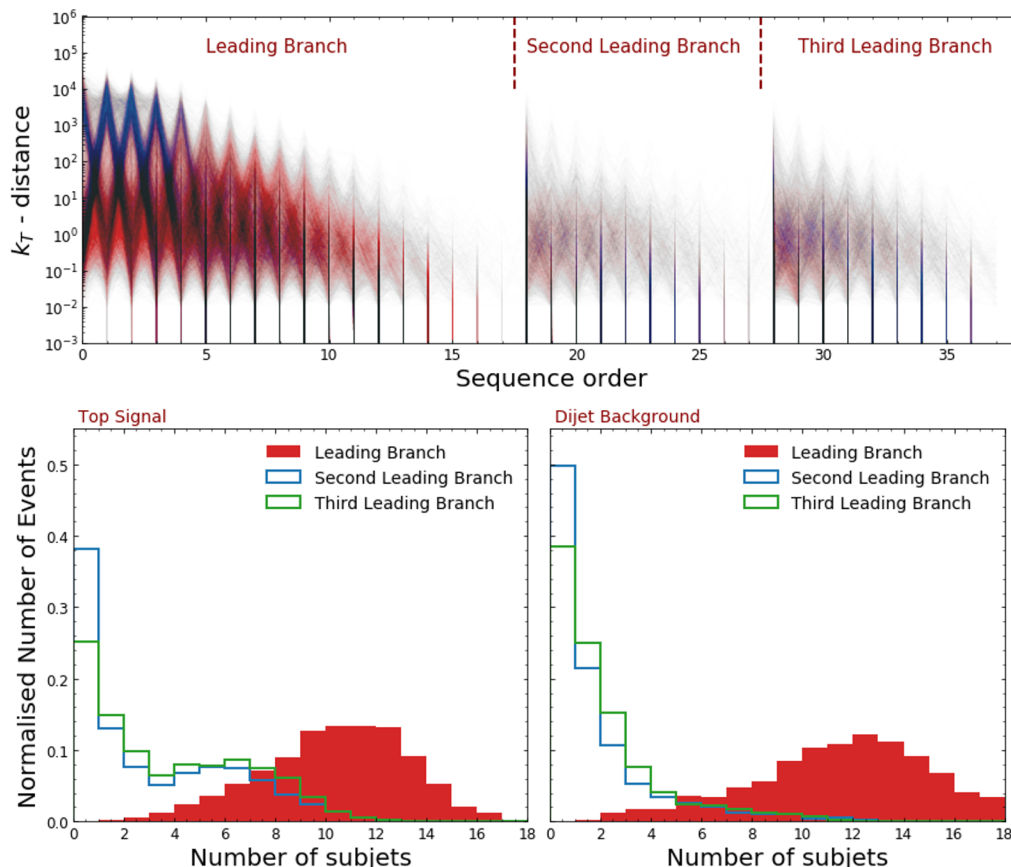 Leading Branch
Second Leading Branch
Third Leading Branch
10^6
10^5
10^4
10^3
10^2
10^1
10^0
10^-1
10^-2
10^-3
k_T - distance
0 5 10 15 20 25 30 35
Sequence order
Top Signal
Leading Branch
Second Leading Branch
Third Leading Branch
0.5
0.4
0.3
0.2
0.1
0.0
Normalised Number of Events
0 2 4 6 8 10 12 14 16 18
Number of subjets
Dijet Background
Leading Branch
Second Leading Branch
Third Leading Branch
0 2 4 6 8 10 12 14 16 18
Number of subjets